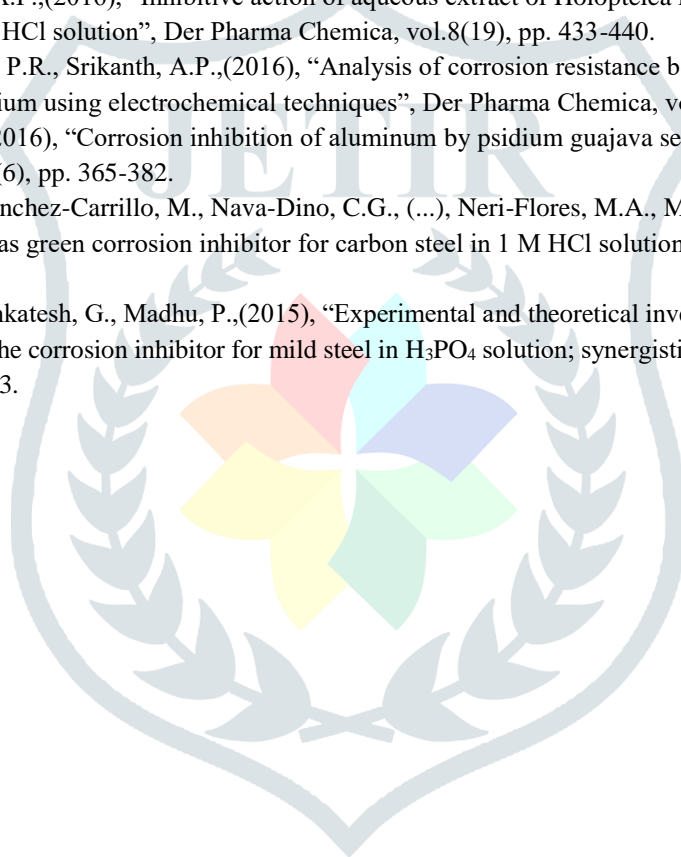 A.P.,(2016), “Inhibitive action of aqueous extract of Holoptelea
HCl solution”, Der Pharma Chemica, vol.8(19), pp. 433-440.
P.R., Srikanth, A.P.,(2016), “Analysis of corrosion resistance b
ium using electrochemical techniques”, Der Pharma Chemica, v
2016), “Corrosion inhibition of aluminum by psidium guajava se
(6), pp. 365-382.
nchez-Carrillo, M., Nava-Dino, C.G., (...), Neri-Flores, M.A., M
as green corrosion inhibitor for carbon steel in 1 M HCl solution
nkatesh, G., Madhu, P.,(2015), “Experimental and theoretical inve
he corrosion inhibitor for mild steel in H₃PO₄ solution; synergisti
3.
JETIR